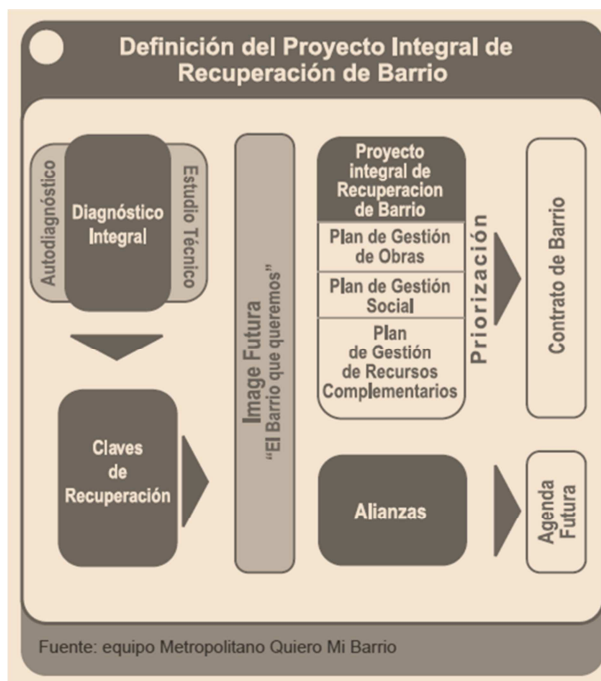 Definición del Proyecto Integral de
Recuperación de Barrio
Autodiagnóstico
Diagnóstico
Integral
Estudio Técnico
Claves
de
Recuperación
Image Futura
“El Barrio que queremos”
Proyecto
integral de
Recuperacion
de Barrio
Plan de Gestión
de Obras
Plan de Gestión
Social
Plan
de Gestión
de Recursos
Complementarios
Priorización
Contrato de Barrio
Alianzas
Agenda
Futura
Fuente: equipo Metropolitano Quiero Mi Barrio